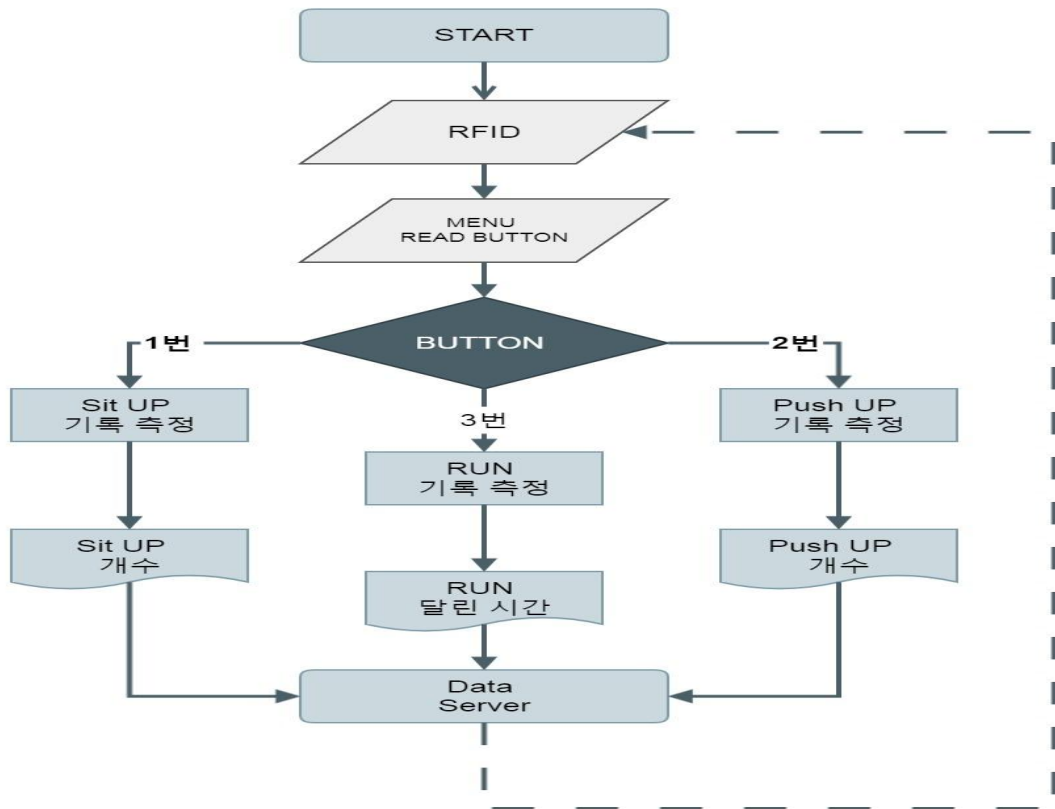 START
RFID
MENU
READ BUTTON
BUTTON
1번
2번
3번
Sit UP
기록 측정
Push UP
기록 측정
RUN
기록 측정
Sit UP
개수
Push UP
개수
RUN
달린 시간
Data
Server